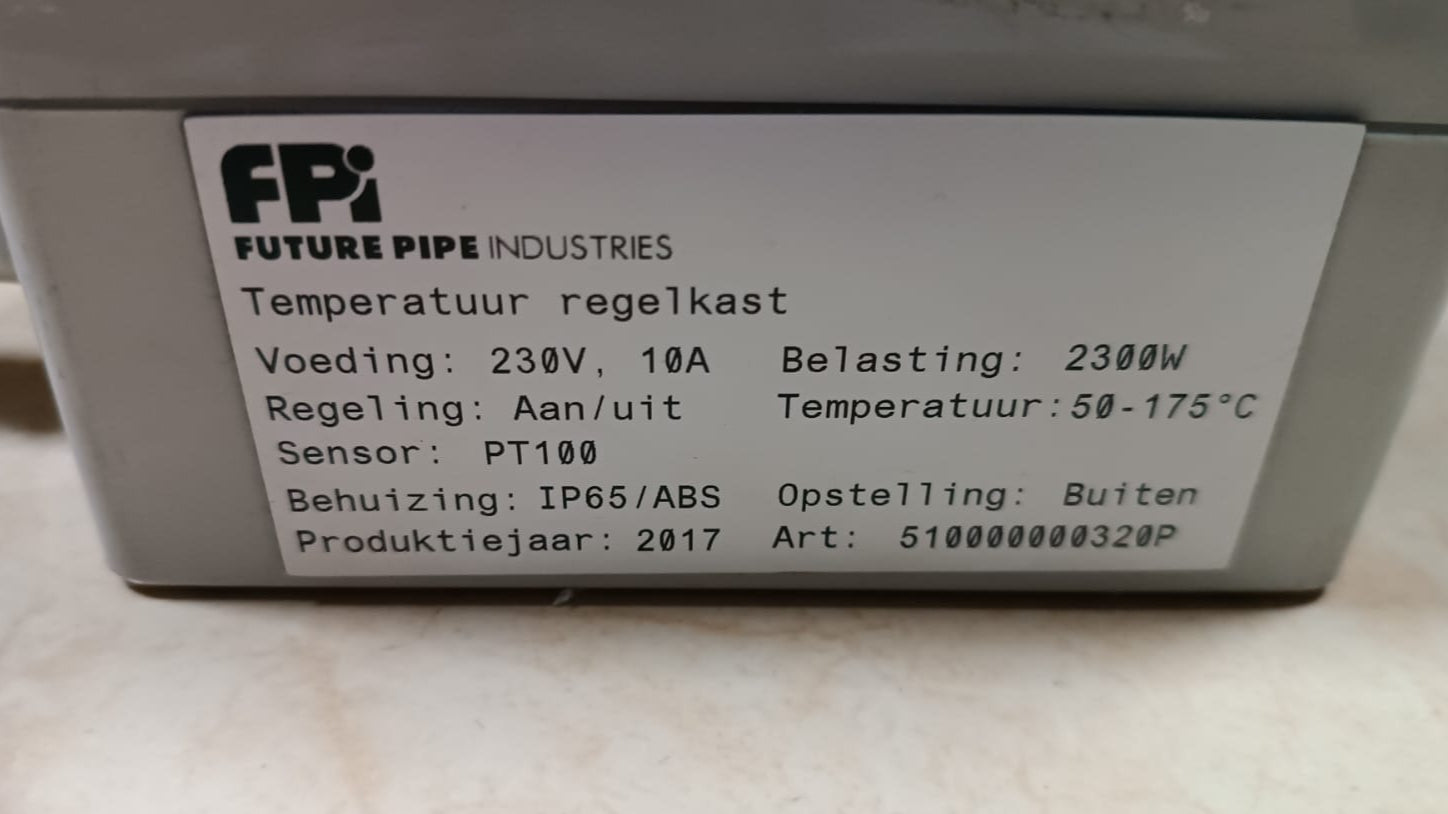 FPi
FUTURE PIPE INDUSTRIES
Temperatuur regelkast
Voeding: 230V, 10A Belasting: 2300W
Regeling: Aan/uit Temperatuur: 50-175°C
Sensor: PT100
Behuizing: IP65/ABS Opstelling: Buiten
Produktiejaar: 2017 Art: 510000000320P